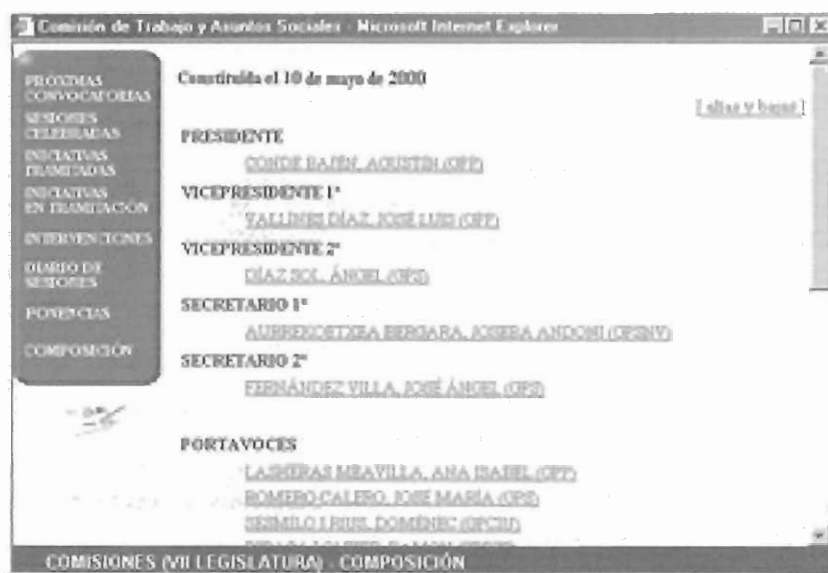 Comisión de Trabajo y Asuntos Sociales - Microsoft Internet Explorer
PRÓXIMAS
CONVOCATORIAS
SESIONES
CELEBRADAS
INICIATIVAS
TRAMITADAS
INICIATIVAS
EN TRAMITACIÓN
INTERVENCIONES
DIARIO DE
SESIONES
PONENCIAS
COMPOSICIÓN
Constituída el 10 de mayo de 2000
[ altas y bajas ]
PRESIDENTE
CONDE BAJÉN, AGUSTÍN (GPP)
VICEPRESIDENTE 1º
VALLINES DÍAZ, JOSÉ LUIS (GPP)
VICEPRESIDENTE 2º
DÍAZ SOL, ÁNGEL (GPS)
SECRETARIO 1º
AURREKOETXEA BERGARA, JOSEBA ANDONI (GPSNV)
SECRETARIO 2º
FERNÁNDEZ VILLA, JOSÉ ÁNGEL (GPS)
PORTAVOCES
LASHERAS MEAVILLA, ANA ISABEL (GPP)
ROMERO CALERO, JOSÉ MARÍA (GPS)
SESMILO I RIUS, DOMÈNEC (GPCIU)
COMISIONES (VII LEGISLATURA) - COMPOSICIÓN